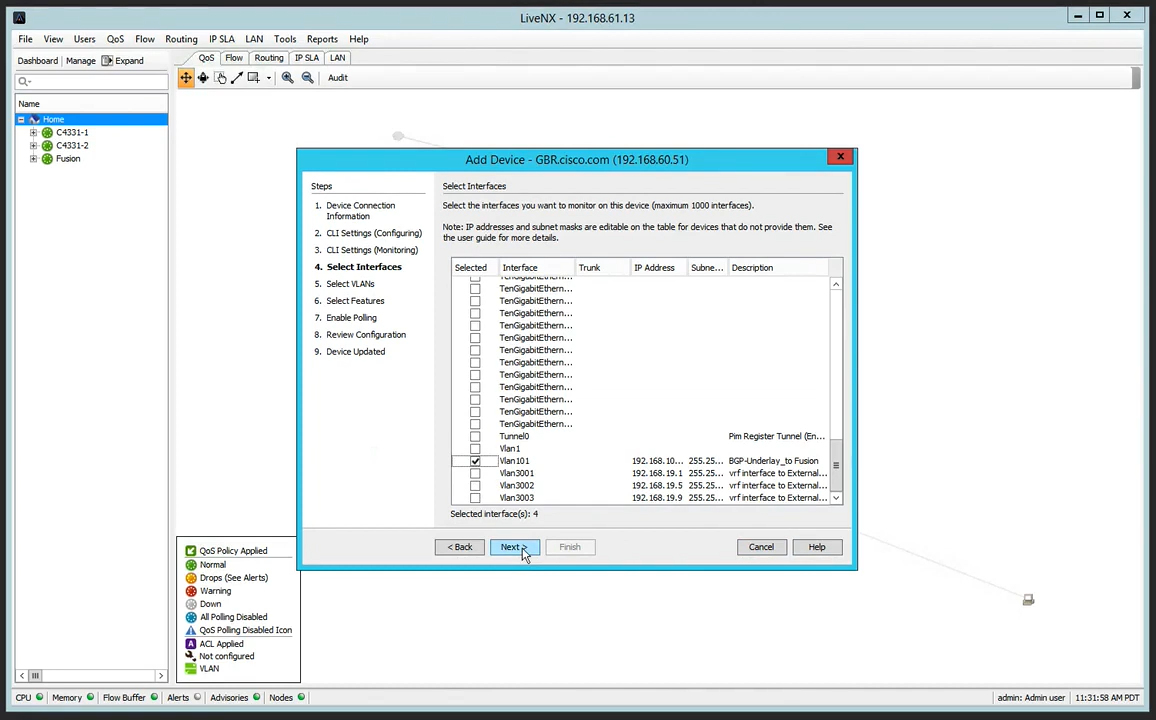 LiveNX - 192.168.61.13
File View Users QoS Flow Routing IP SLA LAN Tools Reports Help
Dashboard Manage Expand
QoS Flow Routing IP SLA LAN
Audit
Name
Home
C4331-1
C4331-2
Fusion
Add Device - GBR.cisco.com (192.168.60.51)
Steps
1. Device Connection
Information
2. CLI Settings (Configuring)
3. CLI Settings (Monitoring)
4. Select Interfaces
5. Select VLANs
6. Select Features
7. Enable Polling
8. Review Configuration
9. Device Updated
Select Interfaces
Select the interfaces you want to monitor on this device (maximum 1000 interfaces).
Note: IP addresses and subnet masks are editable on the table for devices that do not provide them. See
the user guide for more details.
Selected Interface Trunk IP Address Subne... Description
TenGigabitEthern...
TenGigabitEthern...
TenGigabitEthern...
TenGigabitEthern...
TenGigabitEthern...
TenGigabitEthern...
TenGigabitEthern...
TenGigabitEthern...
TenGigabitEthern...
TenGigabitEthern...
TenGigabitEthern...
TenGigabitEthern...
TenGigabitEthern...
Tunnel0 Pim Register Tunnel (En...
Vlan1
Vlan101 192.168.10... 255.25... BGP-Underlay_to Fusion
Vlan3001 192.168.19.1 255.25... vrf interface to External...
Vlan3002 192.168.19.5 255.25... vrf interface to External...
Vlan3003 192.168.19.9 255.25... vrf interface to External...
Selected interface(s): 4
< Back Next > Finish Cancel Help
QoS Policy Applied
Normal
Drops (See Alerts)
Warning
Down
All Polling Disabled
QoS Polling Disabled Icon
ACL Applied
Not configured
VLAN
CPU Memory Flow Buffer Alerts Advisories Nodes admin: Admin user 11:31:58 AM PDT